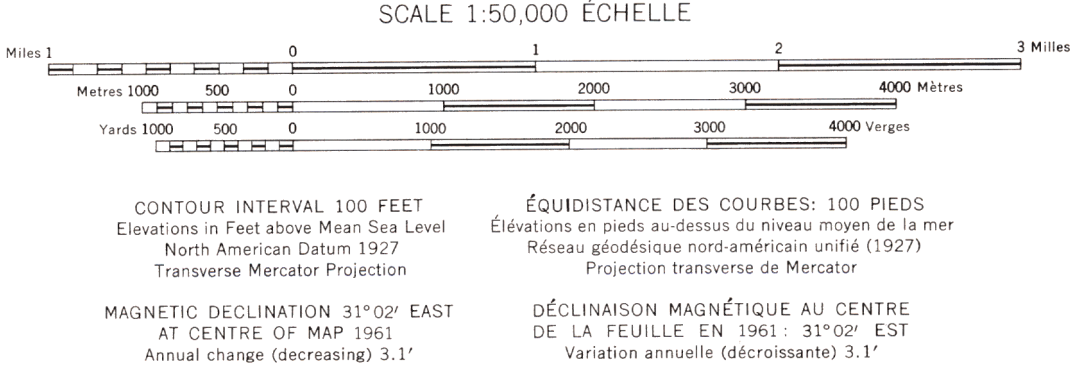 SCALE 1:50,000 ÉCHELLE
Miles 1 0 1 2 3 Milles
Metres 1000 500 0 1000 2000 3000 4000 Mètres
Yards 1000 500 0 1000 2000 3000 4000 Verges
CONTOUR INTERVAL 100 FEET
Elevations in Feet above Mean Sea Level
North American Datum 1927
Transverse Mercator Projection
ÉQUIDISTANCE DES COURBES: 100 PIEDS
Élévations en pieds au-dessus du niveau moyen de la mer
Réseau géodésique nord-américain unifié (1927)
Projection transverse de Mercator
MAGNETIC DECLINATION 31°02′ EAST
AT CENTRE OF MAP 1961
Annual change (decreasing) 3.1′
DÉCLINAISON MAGNÉTIQUE AU CENTRE
DE LA FEUILLE EN 1961: 31°02′ EST
Variation annuelle (décroissante) 3.1′